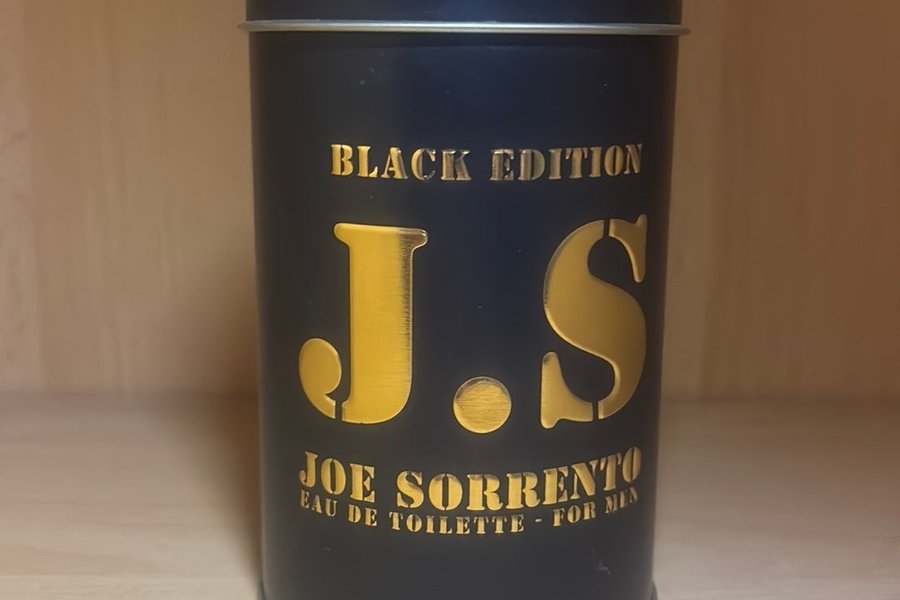 BLACK EDITION
J.S
JOE SORRENTO
EAU DE TOILETTE - FOR MEN